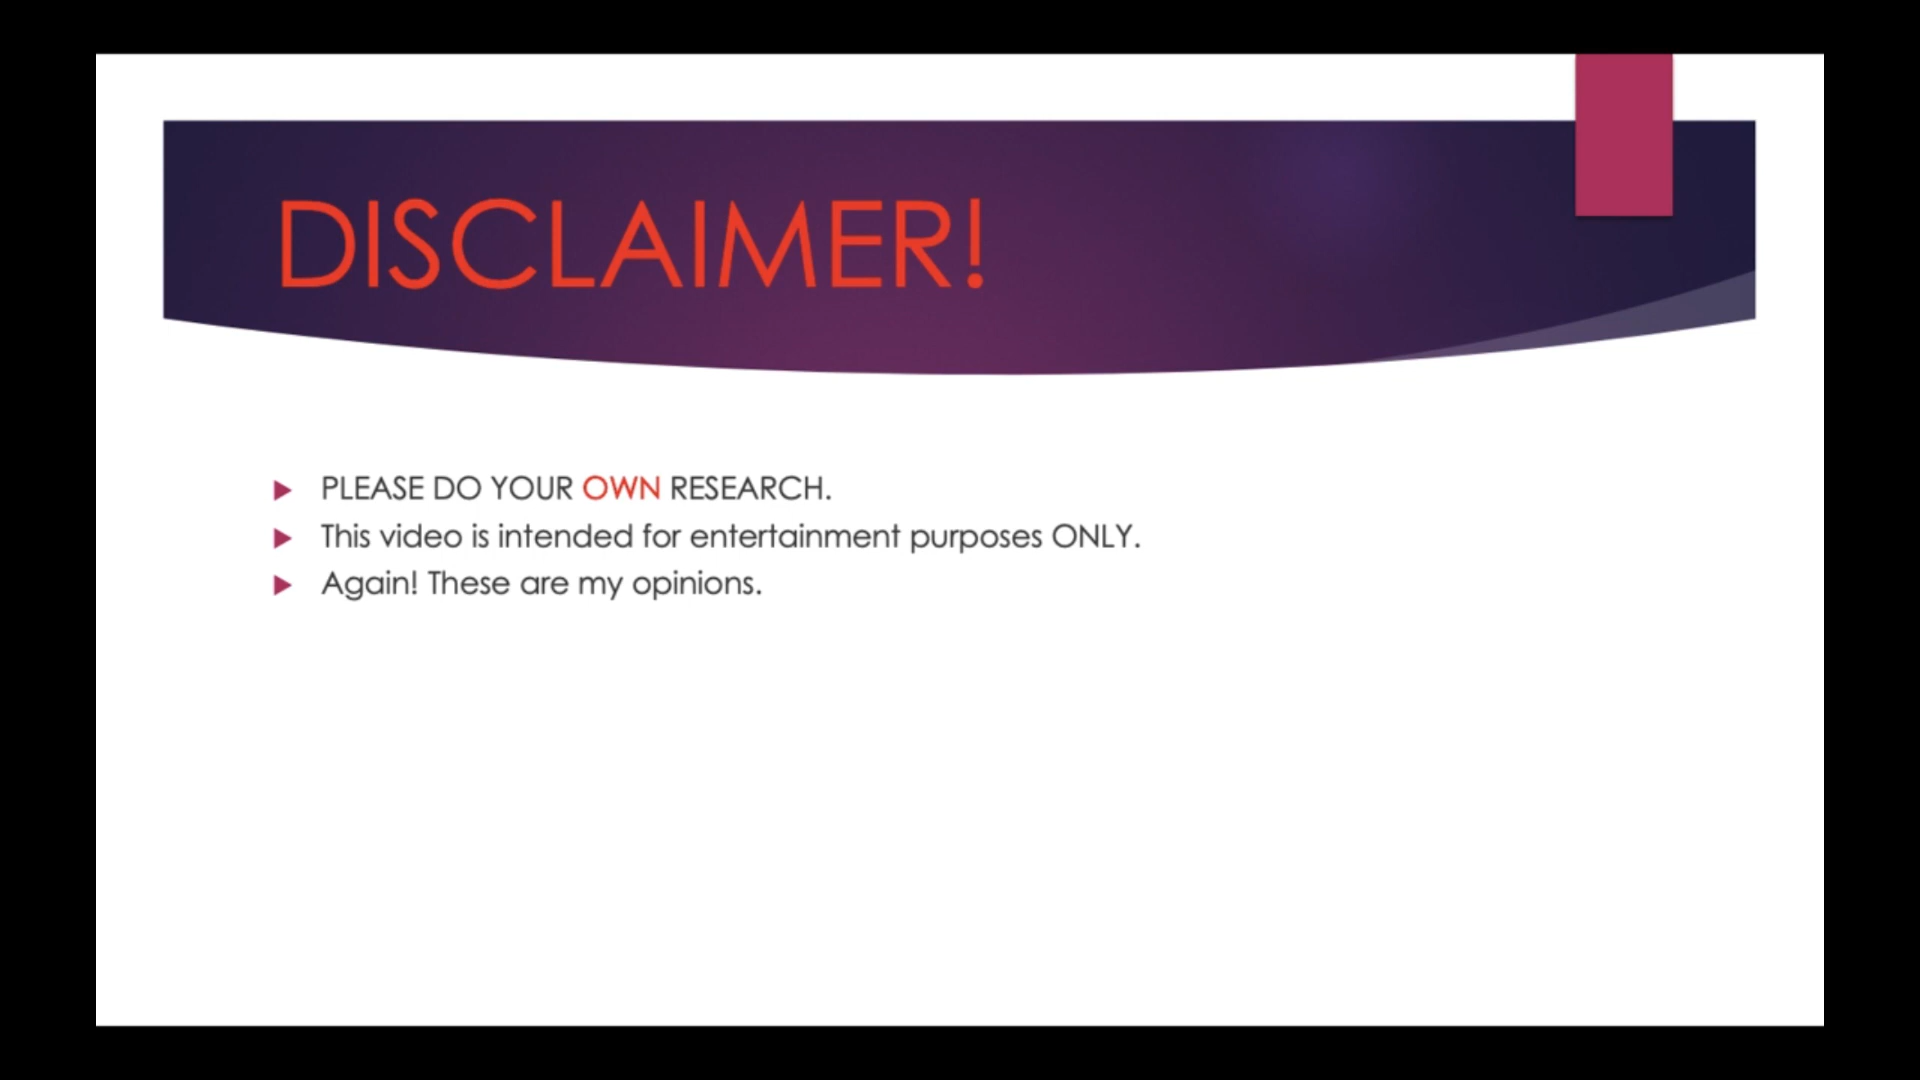 DISCLAIMER!
PLEASE DO YOUR OWN RESEARCH.
This video is intended for entertainment purposes ONLY.
Again! These are my opinions.